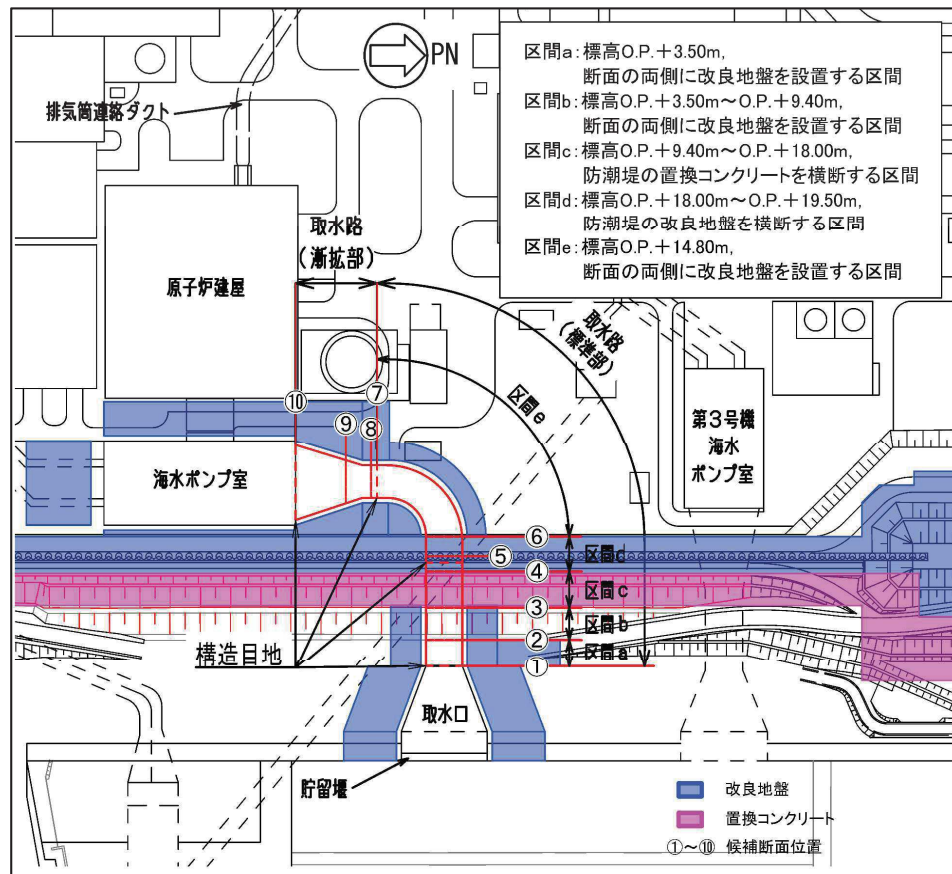 区間a:標高O.P.+3.50m,
断面の両側に改良地盤を設置する区間
区間b:標高O.P.+3.50m～O.P.+9.40m,
断面の両側に改良地盤を設置する区間
区間c:標高O.P.+9.40m～O.P.+18.00m,
防潮堤の置換コンクリートを横断する区間
区間d:標高O.P.+18.00m～O.P.+19.50m,
防潮堤の改良地盤を横断する区間
区間e:標高O.P.+14.80m,
断面の両側に改良地盤を設置する区間
PN
排気筒連絡ダクト
取水路
(漸拡部)
原子炉建屋
取水路
(標準部)
区間e
第3号機
海水
ポンプ室
海水ポンプ室
⑩
⑨
⑧
⑦
⑥
⑤
④
③
②
①
区間d
区間c
区間b
区間a
構造目地
取水口
貯留堰
改良地盤
置換コンクリート
①～⑩ 候補断面位置